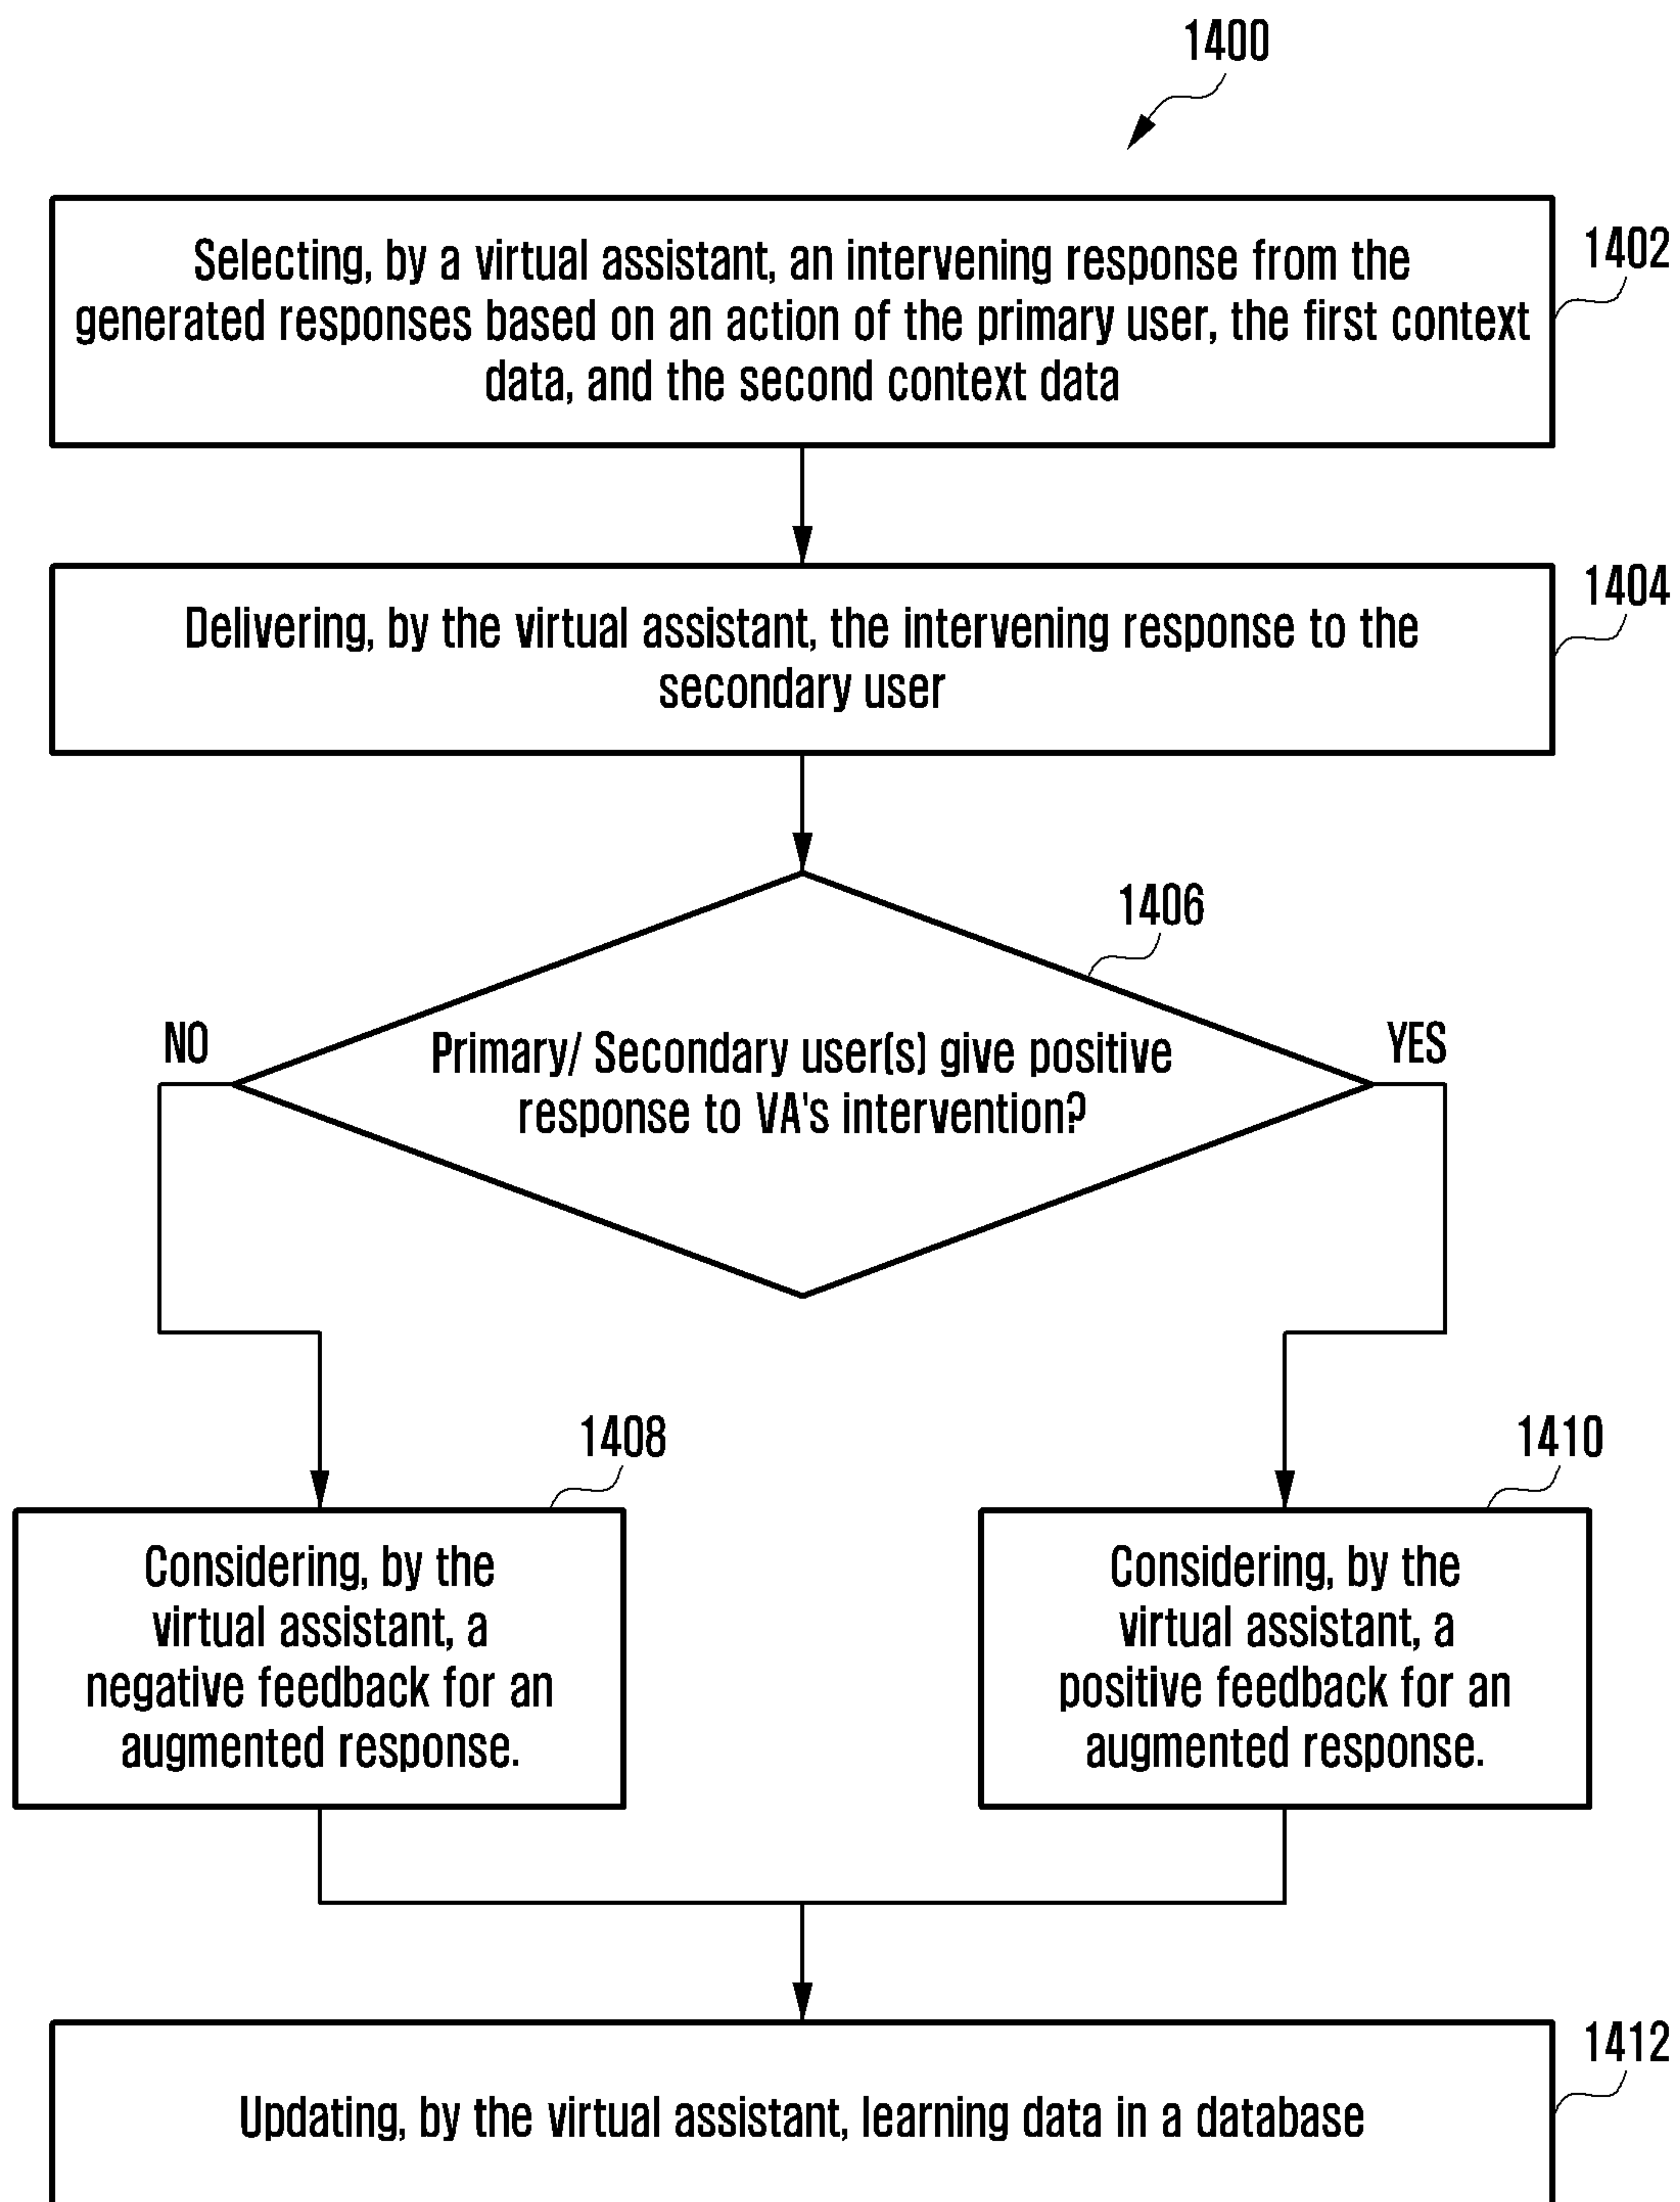 1400
Selecting, by a virtual assistant, an intervening response from the
generated responses based on an action of the primary user, the first context
data, and the second context data
1402
Delivering, by the virtual assistant, the intervening response to the
secondary user
1404
1406
NO
YES
Primary/ Secondary user(s) give positive
response to VA's intervention?
1408
Considering, by the
virtual assistant, a
negative feedback for an
augmented response.
1410
Considering, by the
virtual assistant, a
positive feedback for an
augmented response.
1412
Updating, by the virtual assistant, learning data in a database